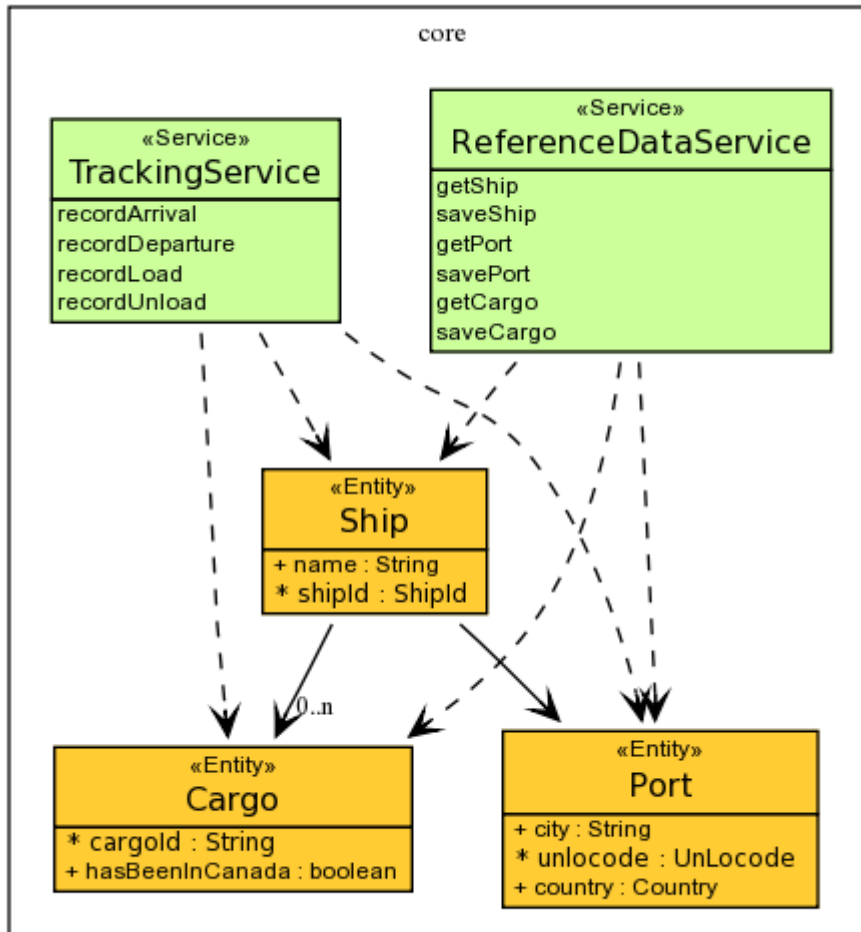 core
«Service»
TrackingService
recordArrival
recordDeparture
recordLoad
recordUnload
«Service»
ReferenceDataService
getShip
saveShip
getPort
savePort
getCargo
saveCargo
«Entity»
Ship
+ name : String
* shipId : ShipId
0..n
«Entity»
Cargo
* cargoId : String
+ hasBeenInCanada : boolean
«Entity»
Port
+ city : String
* unlocode : UnLocode
+ country : Country